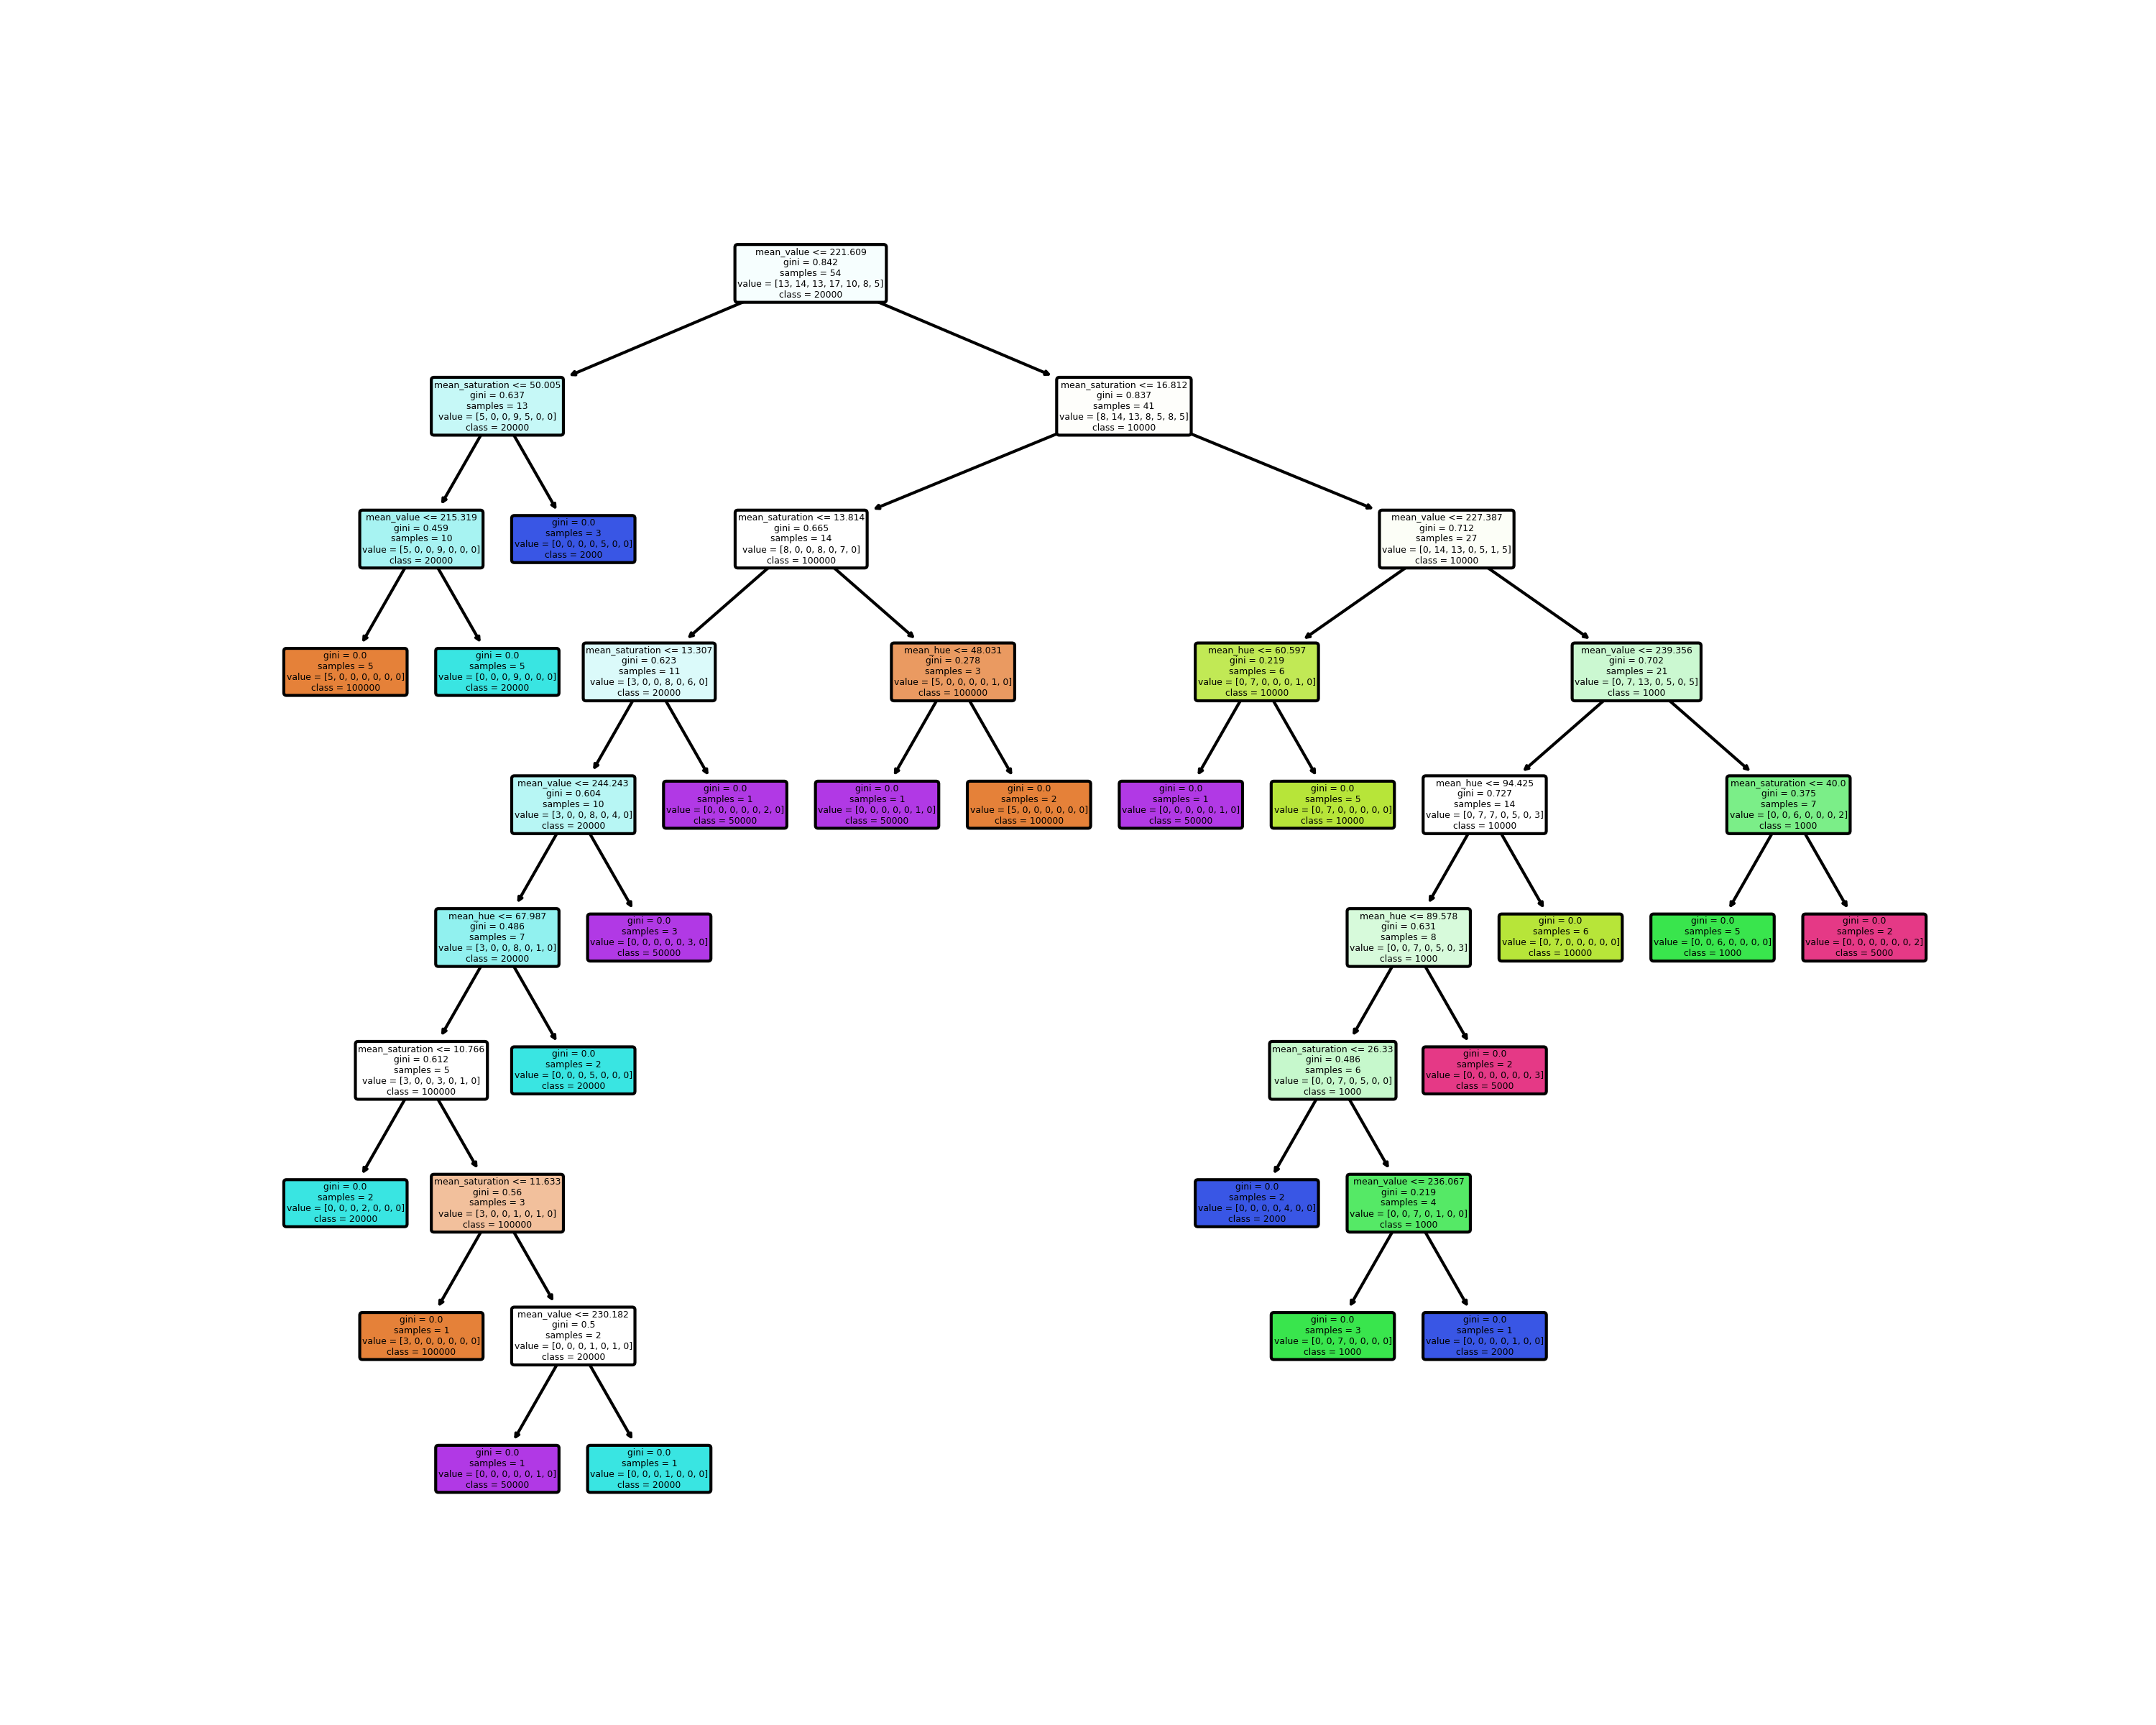 mean_value <= 221.609
gini = 0.842
samples = 54
value = [13, 14, 13, 17, 10, 8, 5]
class = 20000
mean_saturation <= 50.005
gini = 0.637
samples = 13
value = [5, 0, 0, 9, 5, 0, 0]
class = 20000
mean_saturation <= 16.812
gini = 0.837
samples = 41
value = [8, 14, 13, 8, 5, 8, 5]
class = 10000
mean_value <= 215.319
gini = 0.459
samples = 10
value = [5, 0, 0, 9, 0, 0, 0]
class = 20000
gini = 0.0
samples = 3
value = [0, 0, 0, 0, 5, 0, 0]
class = 2000
mean_saturation <= 13.814
gini = 0.665
samples = 14
value = [8, 0, 0, 8, 0, 7, 0]
class = 100000
mean_value <= 227.387
gini = 0.712
samples = 27
value = [0, 14, 13, 0, 5, 1, 5]
class = 10000
gini = 0.0
samples = 5
value = [5, 0, 0, 0, 0, 0, 0]
class = 100000
gini = 0.0
samples = 5
value = [0, 0, 0, 9, 0, 0, 0]
class = 20000
mean_saturation <= 13.307
gini = 0.623
samples = 11
value = [3, 0, 0, 8, 0, 6, 0]
class = 20000
mean_hue <= 48.031
gini = 0.278
samples = 3
value = [5, 0, 0, 0, 0, 1, 0]
class = 100000
mean_hue <= 60.597
gini = 0.219
samples = 6
value = [0, 7, 0, 0, 0, 1, 0]
class = 10000
mean_value <= 239.356
gini = 0.702
samples = 21
value = [0, 7, 13, 0, 5, 0, 5]
class = 1000
mean_value <= 244.243
gini = 0.604
samples = 10
value = [3, 0, 0, 8, 0, 4, 0]
class = 20000
gini = 0.0
samples = 1
value = [0, 0, 0, 0, 0, 2, 0]
class = 50000
gini = 0.0
samples = 1
value = [0, 0, 0, 0, 0, 1, 0]
class = 50000
gini = 0.0
samples = 2
value = [5, 0, 0, 0, 0, 0, 0]
class = 100000
gini = 0.0
samples = 1
value = [0, 0, 0, 0, 0, 1, 0]
class = 50000
gini = 0.0
samples = 5
value = [0, 7, 0, 0, 0, 0, 0]
class = 10000
mean_hue <= 94.425
gini = 0.727
samples = 14
value = [0, 7, 7, 0, 5, 0, 3]
class = 10000
mean_saturation <= 40.0
gini = 0.375
samples = 7
value = [0, 0, 6, 0, 0, 0, 2]
class = 1000
mean_hue <= 67.987
gini = 0.486
samples = 7
value = [3, 0, 0, 8, 0, 1, 0]
class = 20000
gini = 0.0
samples = 3
value = [0, 0, 0, 0, 0, 3, 0]
class = 50000
mean_hue <= 89.578
gini = 0.631
samples = 8
value = [0, 0, 7, 0, 5, 0, 3]
class = 1000
gini = 0.0
samples = 6
value = [0, 7, 0, 0, 0, 0, 0]
class = 10000
gini = 0.0
samples = 5
value = [0, 0, 6, 0, 0, 0, 0]
class = 1000
gini = 0.0
samples = 2
value = [0, 0, 0, 0, 0, 0, 2]
class = 5000
mean_saturation <= 10.766
gini = 0.612
samples = 5
value = [3, 0, 0, 3, 0, 1, 0]
class = 100000
gini = 0.0
samples = 2
value = [0, 0, 0, 5, 0, 0, 0]
class = 20000
mean_saturation <= 26.33
gini = 0.486
samples = 6
value = [0, 0, 7, 0, 5, 0, 0]
class = 1000
gini = 0.0
samples = 2
value = [0, 0, 0, 0, 0, 0, 3]
class = 5000
gini = 0.0
samples = 2
value = [0, 0, 0, 2, 0, 0, 0]
class = 20000
mean_saturation <= 11.633
gini = 0.56
samples = 3
value = [3, 0, 0, 1, 0, 1, 0]
class = 100000
gini = 0.0
samples = 2
value = [0, 0, 0, 0, 4, 0, 0]
class = 2000
mean_value <= 236.067
gini = 0.219
samples = 4
value = [0, 0, 7, 0, 1, 0, 0]
class = 1000
gini = 0.0
samples = 1
value = [3, 0, 0, 0, 0, 0, 0]
class = 100000
mean_value <= 230.182
gini = 0.5
samples = 2
value = [0, 0, 0, 1, 0, 1, 0]
class = 20000
gini = 0.0
samples = 3
value = [0, 0, 7, 0, 0, 0, 0]
class = 1000
gini = 0.0
samples = 1
value = [0, 0, 0, 0, 1, 0, 0]
class = 2000
gini = 0.0
samples = 1
value = [0, 0, 0, 0, 0, 1, 0]
class = 50000
gini = 0.0
samples = 1
value = [0, 0, 0, 1, 0, 0, 0]
class = 20000